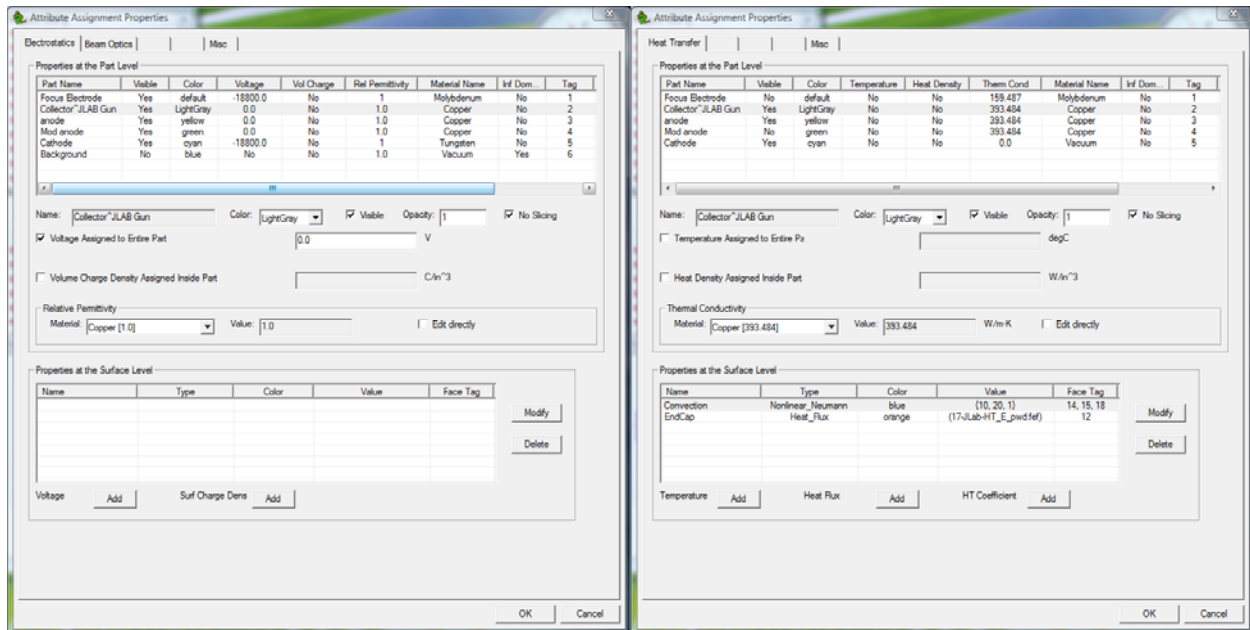 Attribute Assignment Properties
Electrostatics Beam Optics Misc
Properties at the Part Level
Part Name Visible Color Voltage Vol Charge Rel Permittivity Material Name Inf Dom... Tag
Focus Electrode Yes default -18800.0 No 1 Molybdenum No 1
Collector^JLAB Gun Yes LightGray 0.0 No 1.0 Copper No 2
anode Yes yellow 0.0 No 1.0 Copper No 3
Mod anode Yes green 0.0 No 1.0 Copper No 4
Cathode Yes cyan -18800.0 No 1 Tungsten No 5
Background No blue No No 1.0 Vacuum Yes 6
Name: Collector^JLAB Gun Color: LightGray Visible Opacity: 1 No Slicing
Voltage Assigned to Entire Part 0.0 V
Volume Charge Density Assigned Inside Part C/in^3
Relative Permittivity
Material: Copper [1.0] Value: 1.0 Edit directly
Properties at the Surface Level
Name Type Color Value Face Tag
Modify
Delete
Voltage Add Surf Charge Dens Add
OK Cancel
Attribute Assignment Properties
Heat Transfer Misc
Properties at the Part Level
Part Name Visible Color Temperature Heat Density Therm Cond Material Name Inf Dom... Tag
Focus Electrode No default No No 159.487 Molybdenum No 1
Collector^JLAB Gun Yes LightGray No No 393.484 Copper No 2
anode Yes yellow No No 393.484 Copper No 3
Mod anode No green No No 393.484 Copper No 4
Cathode Yes cyan No No 0.0 Vacuum No 5
Name: Collector^JLAB Gun Color: LightGray Visible Opacity: 1 No Slicing
Temperature Assigned to Entire Pa degC
Heat Density Assigned Inside Part W/in^3
Thermal Conductivity
Material: Copper [393.484] Value: 393.484 W/m-K Edit directly
Properties at the Surface Level
Name Type Color Value Face Tag
Convection Nonlinear_Neumann blue {10, 20, 1} 14, 15, 18
EndCap Heat_Flux orange (17-JLab-HT_E_pwd.fef) 12
Modify
Delete
Temperature Add Heat Flux Add HT Coefficient Add
OK Cancel